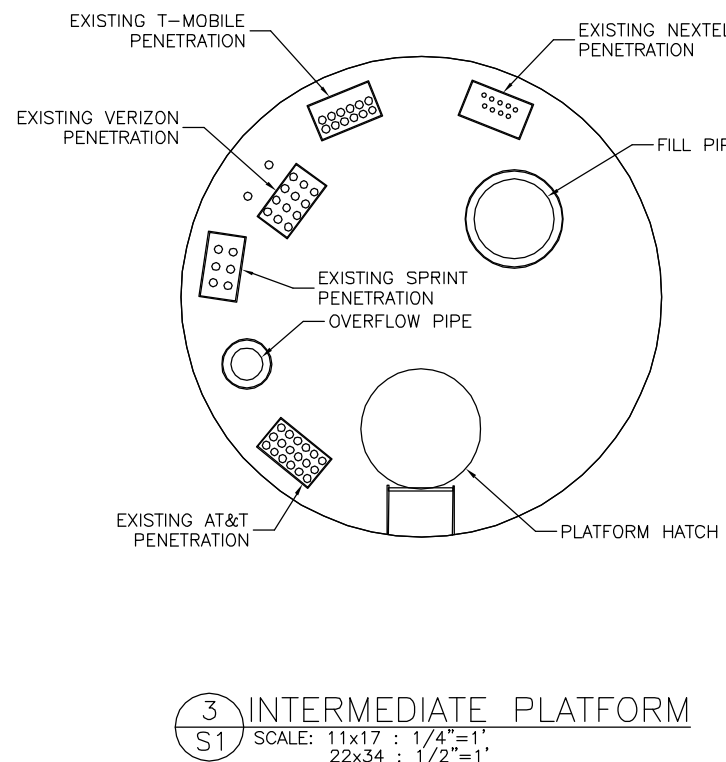 EXISTING T-MOBILE
PENETRATION
EXISTING NEXTEL
PENETRATION
EXISTING VERIZON
PENETRATION
FILL PIP
EXISTING SPRINT
PENETRATION
OVERFLOW PIPE
EXISTING AT&T
PENETRATION
PLATFORM HATCH
3
S1
INTERMEDIATE PLATFORM
SCALE: 11x17 : 1/4"=1'
22x34 : 1/2"=1'